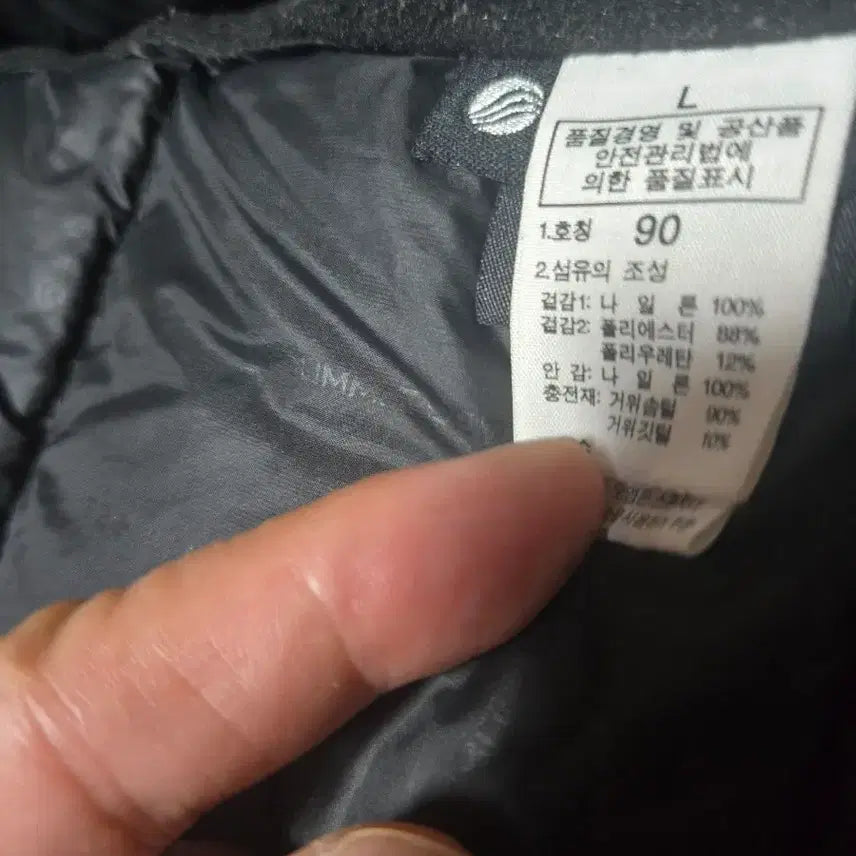 L
품질경영 및 공산품
안전관리법에
의한 품질표시
1.호칭 90
2.섬유의 조성
겉감1: 나 일 론 100%
겉감2: 폴리에스터 88%
폴리우레탄 12%
안 감: 나 일 론 100%
충전재: 거위솜털 90%
거위깃털 10%